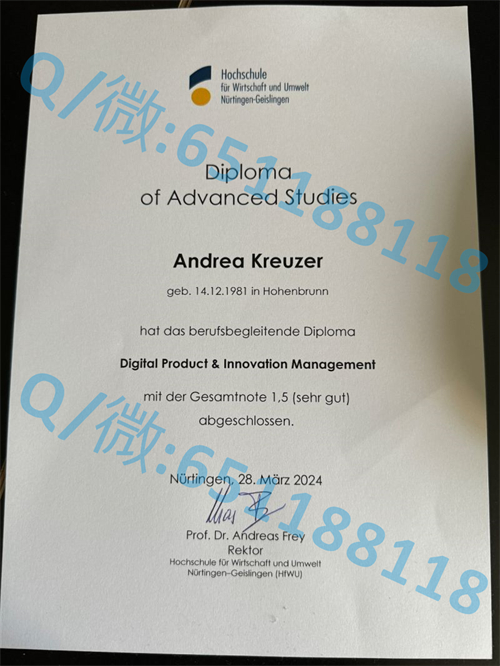 Hochschule
für Wirtschaft und Umwelt
Nürtingen-Geislingen
Q/微:651188118
Diploma
of Advanced Studies
Andrea Kreuzer
geb. 14.12.1981 in Hohenbrunn
hat das berufsbegleitende Diploma
Digital Product & Innovation Management
mit der Gesamtnote 1,5 (sehr gut)
abgeschlossen.
Q/微:651188118
Nürtingen, 28. März 2024
Prof. Dr. Andreas Frey
Rektor
Hochschule für Wirtschaft und Umwelt
Nürtingen-Geislingen (HfWU)